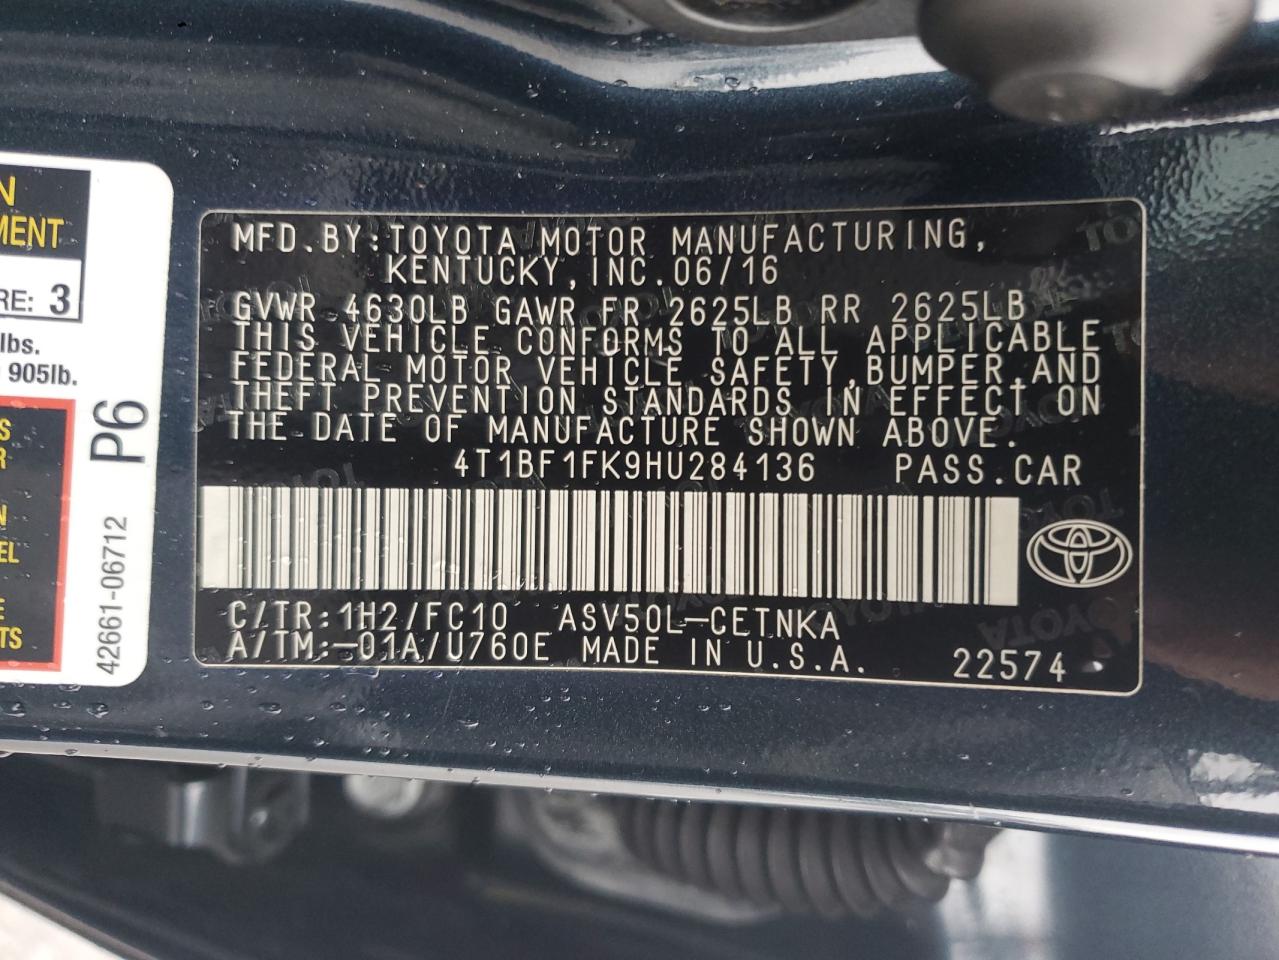 N
MENT
RE: 3
lbs.
905lb.
S
R
N
EL
E
TS
P6
42661-06712
MFD.BY:TOYOTA MOTOR MANUFACTURING,
KENTUCKY,INC.06/16
GVWR 4630LB GAWR FR 2625LB RR 2625LB
THIS VEHICLE CONFORMS TO ALL APPLICABLE
FEDERAL MOTOR VEHICLE SAFETY,BUMPER,AND
THEFT PREVENTION STANDARDS IN EFFECT ON
THE DATE OF MANUFACTURE SHOWN ABOVE.
4T1BF1FK9HU284136 PASS.CAR
C/TR:1H2/FC10 ASV50L-CETNKA
A/TM:-01A/U760E MADE IN U.S.A. 22574